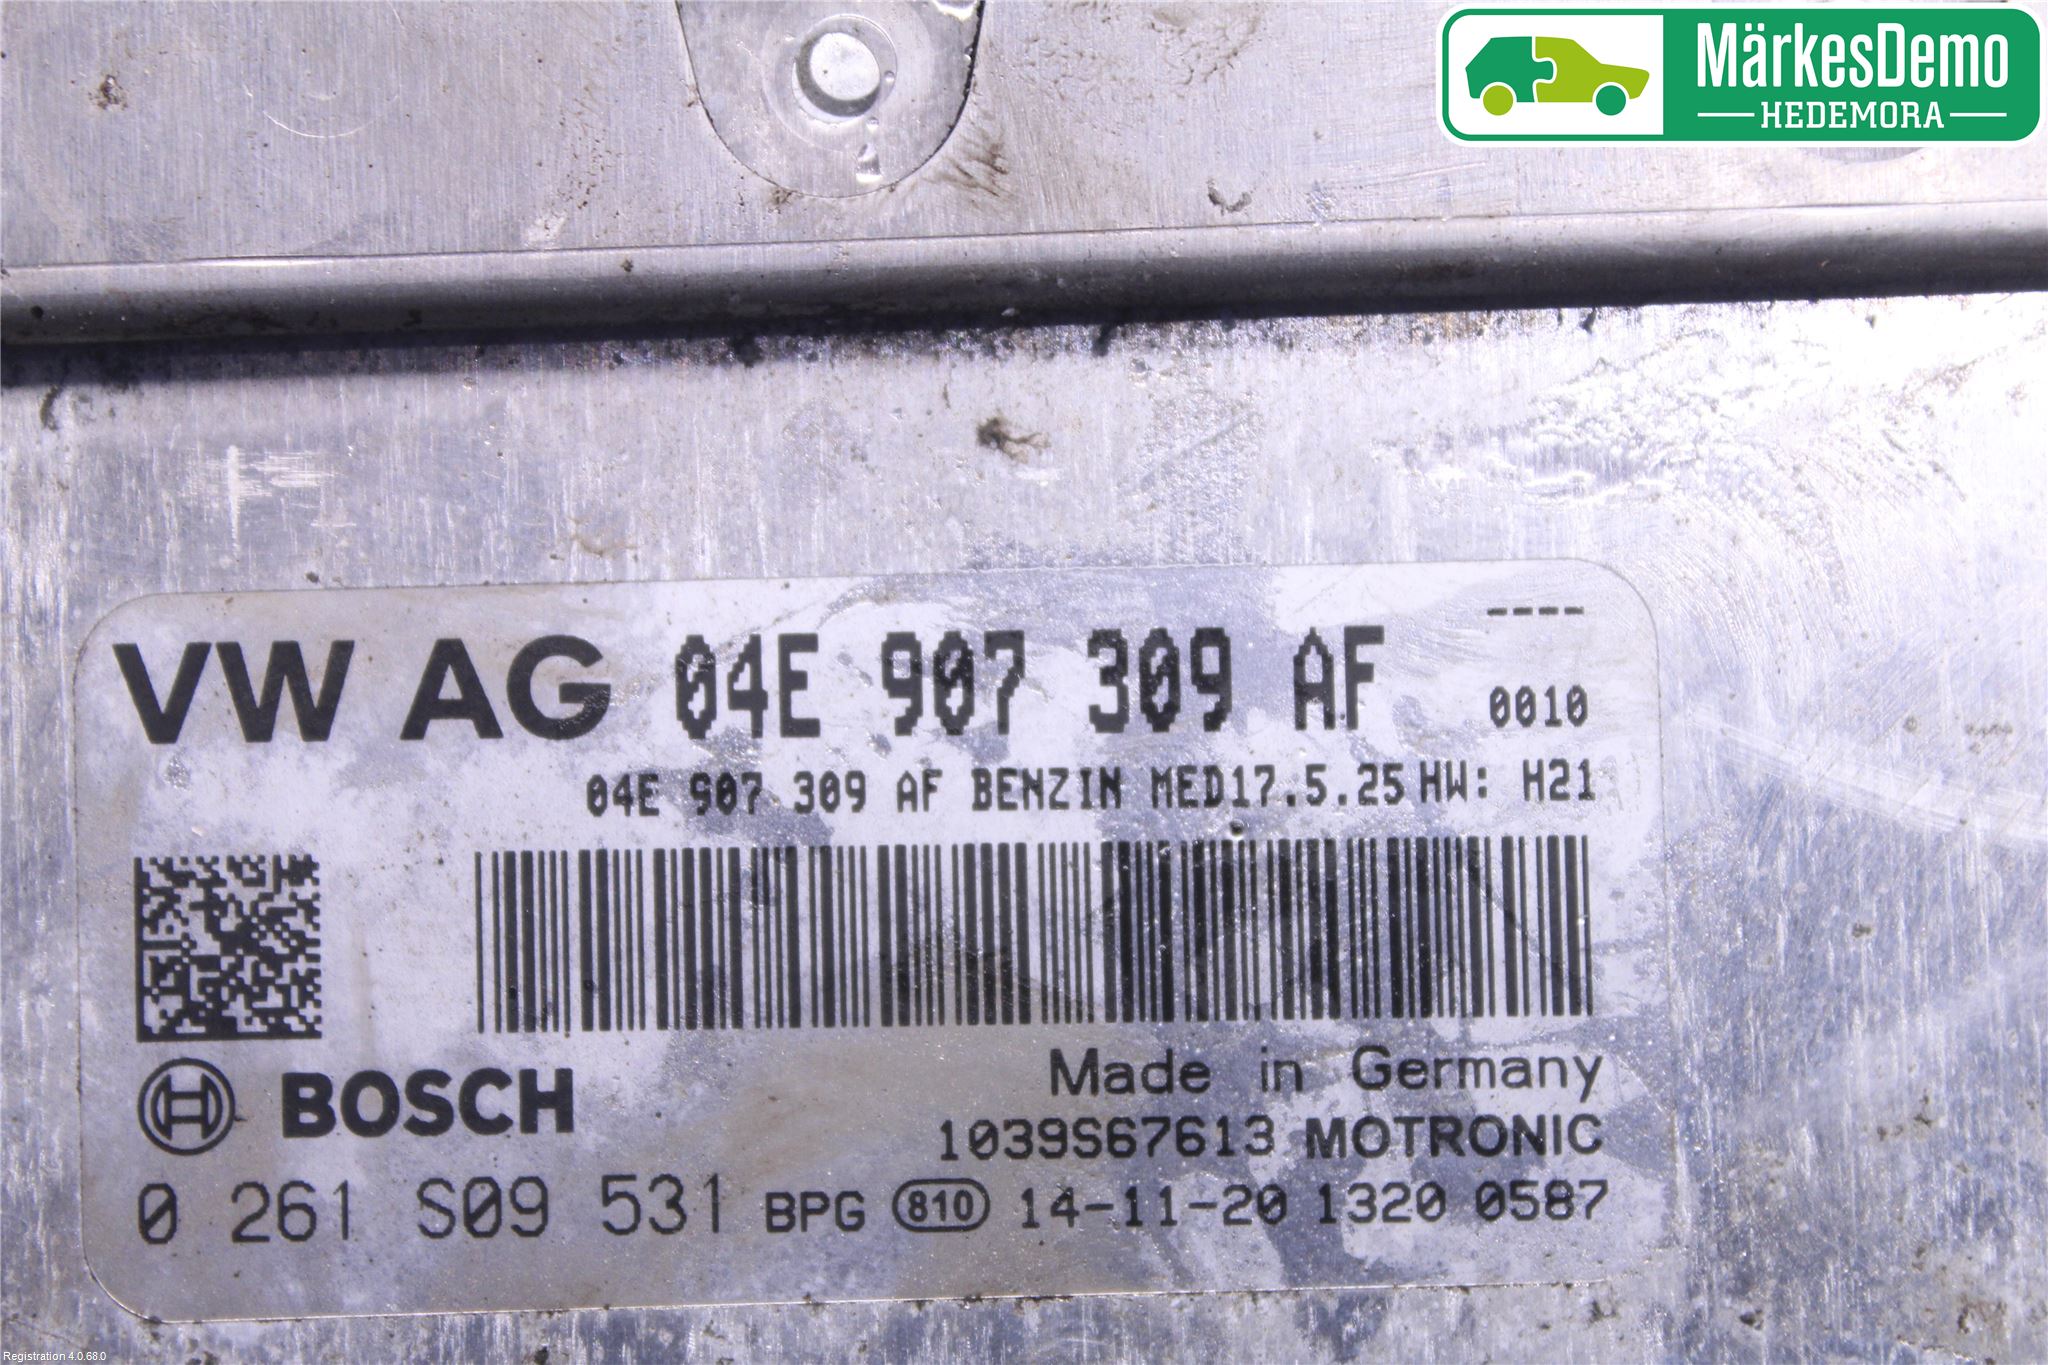 MärkesDemo
HEDEMORA
----
VW AG 04E 907 309 AF 0010
04E 907 309 AF BENZIN MED17.5.25 HW: H21
Made in Germany
BOSCH
1039S67613 MOTRONIC
0 261 S09 531 BPG 810 14-11-20 1320 0587
Registration 4.0.68.0